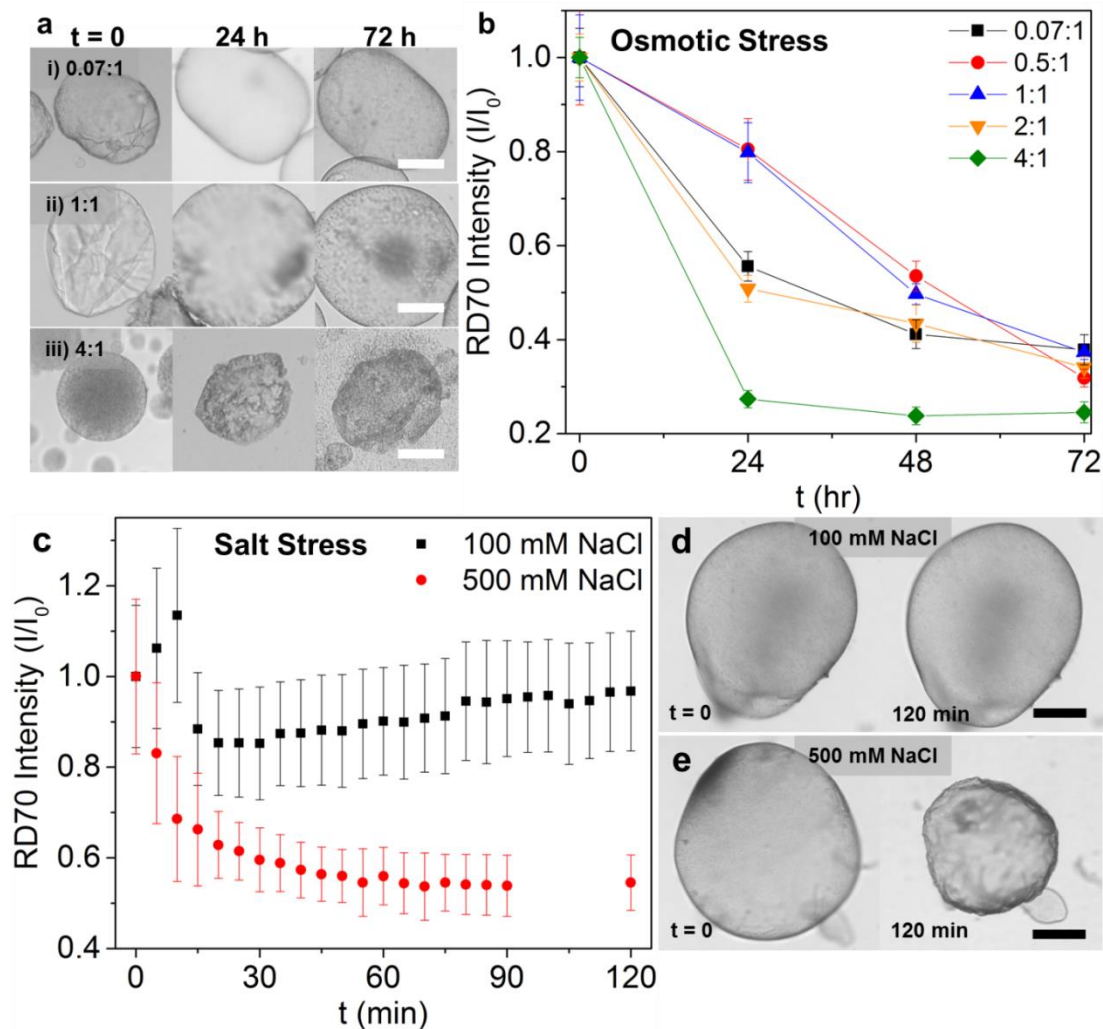 a
t = 0 24 h 72 h
i) 0.07:1
ii) 1:1
iii) 4:1
b
Osmotic Stress
0.07:1
0.5:1
1:1
2:1
4:1
1.0
0.8
0.6
0.4
0.2
RD70 Intensity (I/I0)
0 24 48 72
t (hr)
c
Salt Stress
100 mM NaCl
500 mM NaCl
1.2
1.0
0.8
0.6
0.4
RD70 Intensity (I/I0)
0 30 60 90 120
t (min)
d
100 mM NaCl
t = 0 120 min
e
500 mM NaCl
t = 0 120 min